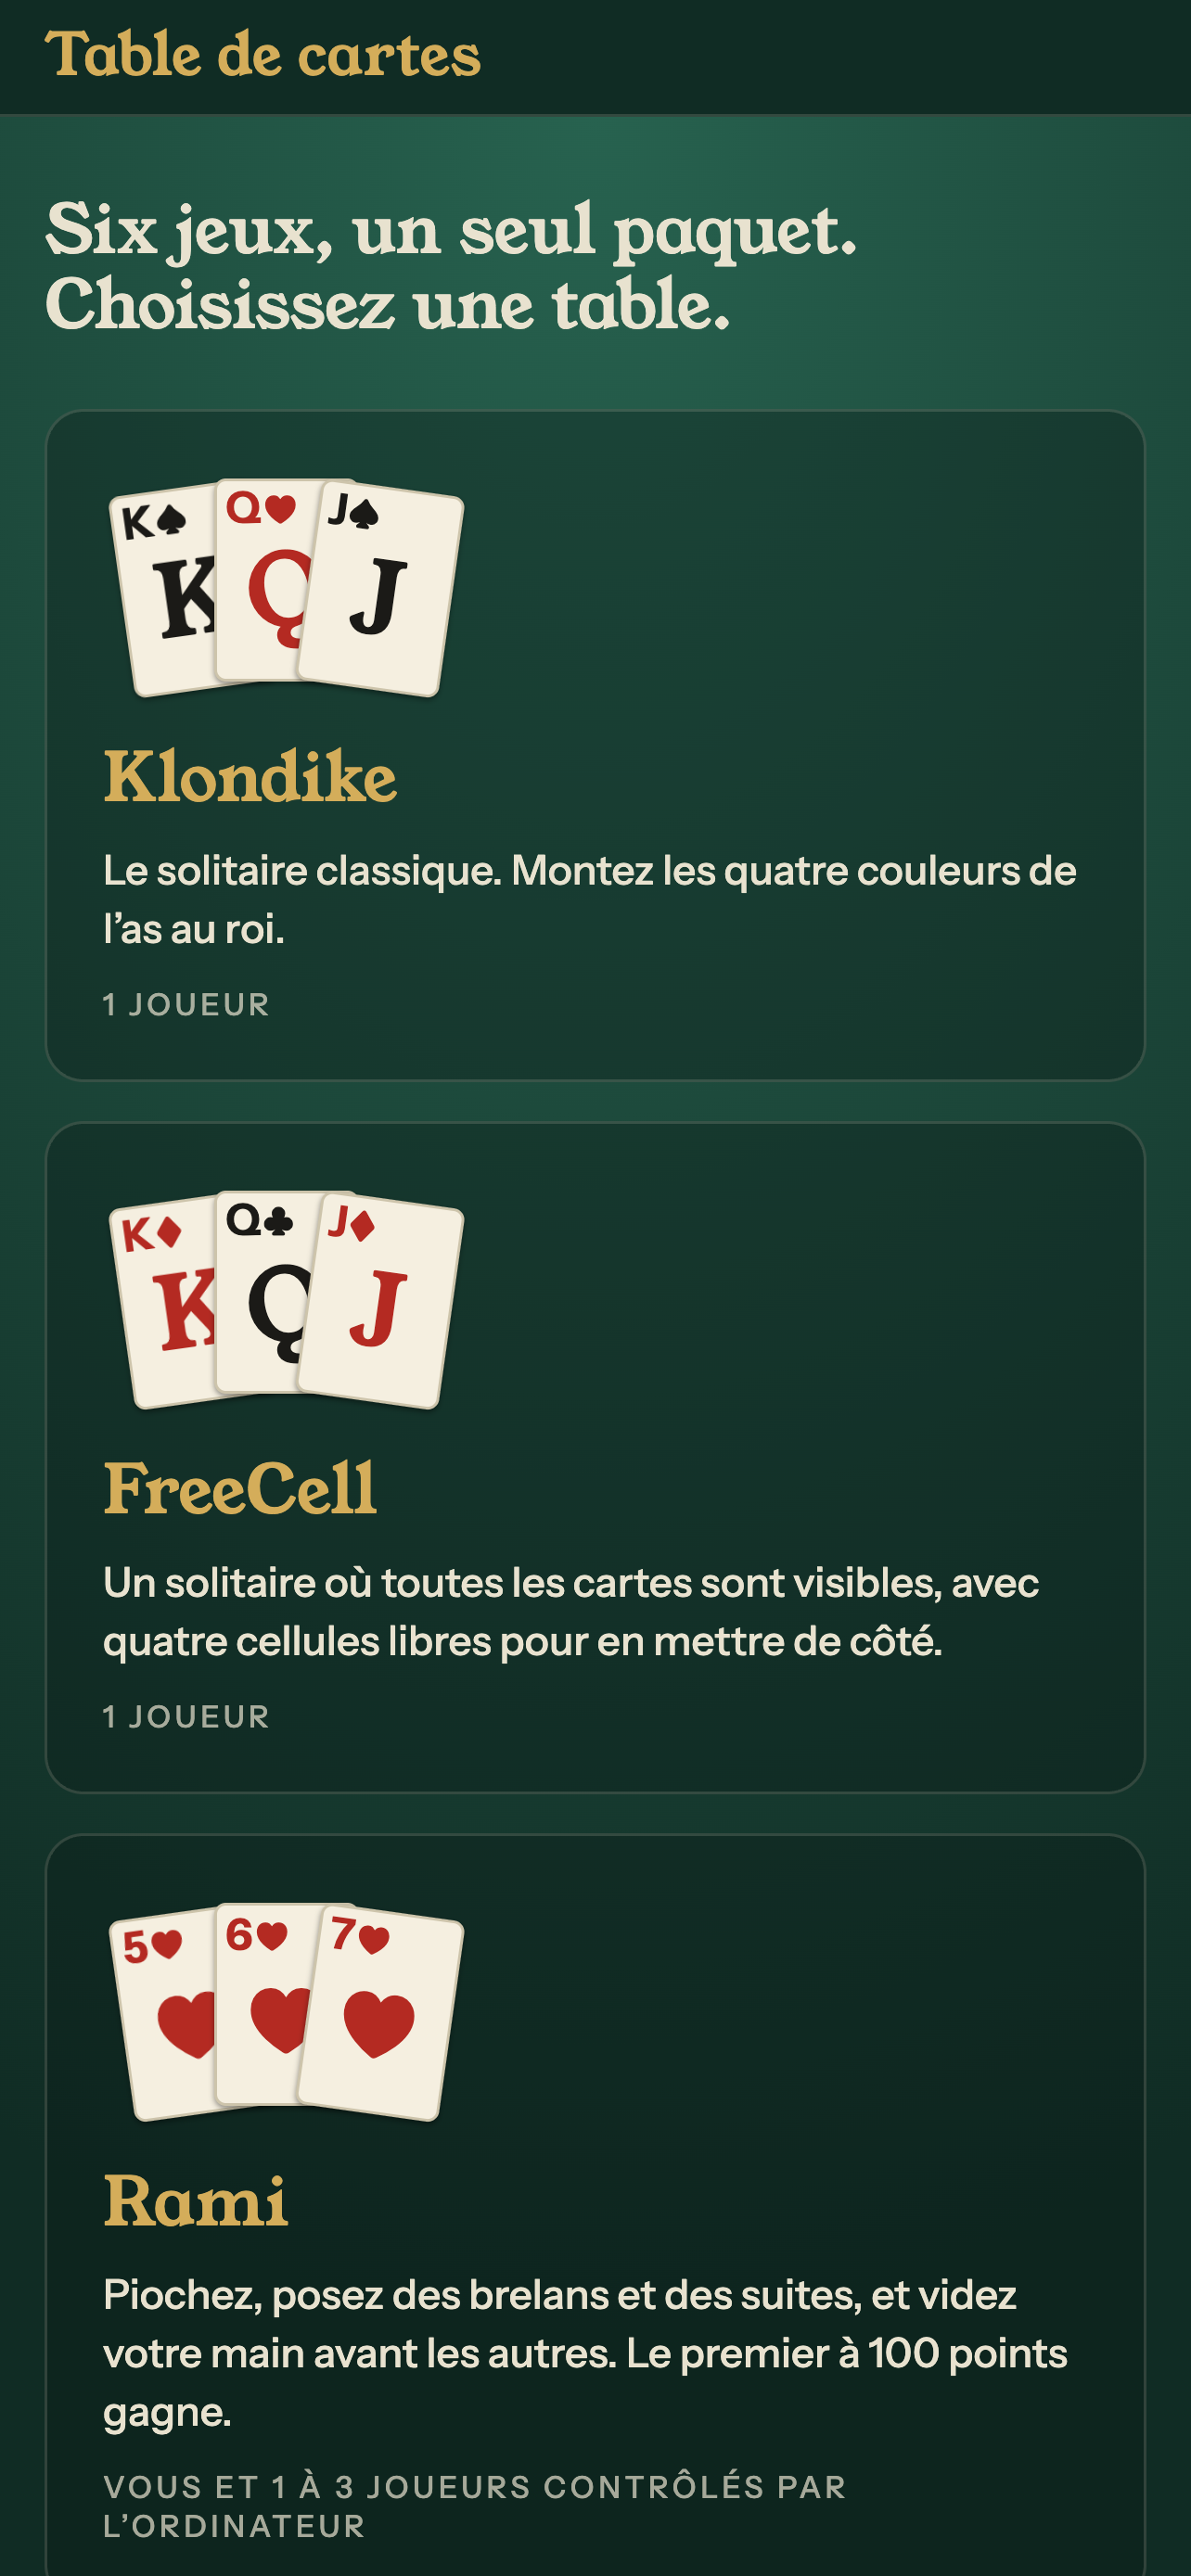 Table de cartes
Six jeux, un seul paquet.
Choisissez une table.
K♠ Q♥ J♠
K Q J
Klondike
Le solitaire classique. Montez les quatre couleurs de
l’as au roi.
1 JOUEUR
K♦ Q♣ J♦
K Q J
FreeCell
Un solitaire où toutes les cartes sont visibles, avec
quatre cellules libres pour en mettre de côté.
1 JOUEUR
5♥ 6♥ 7♥
Rami
Piochez, posez des brelans et des suites, et videz
votre main avant les autres. Le premier à 100 points
gagne.
VOUS ET 1 À 3 JOUEURS CONTRÔLÉS PAR
L’ORDINATEUR